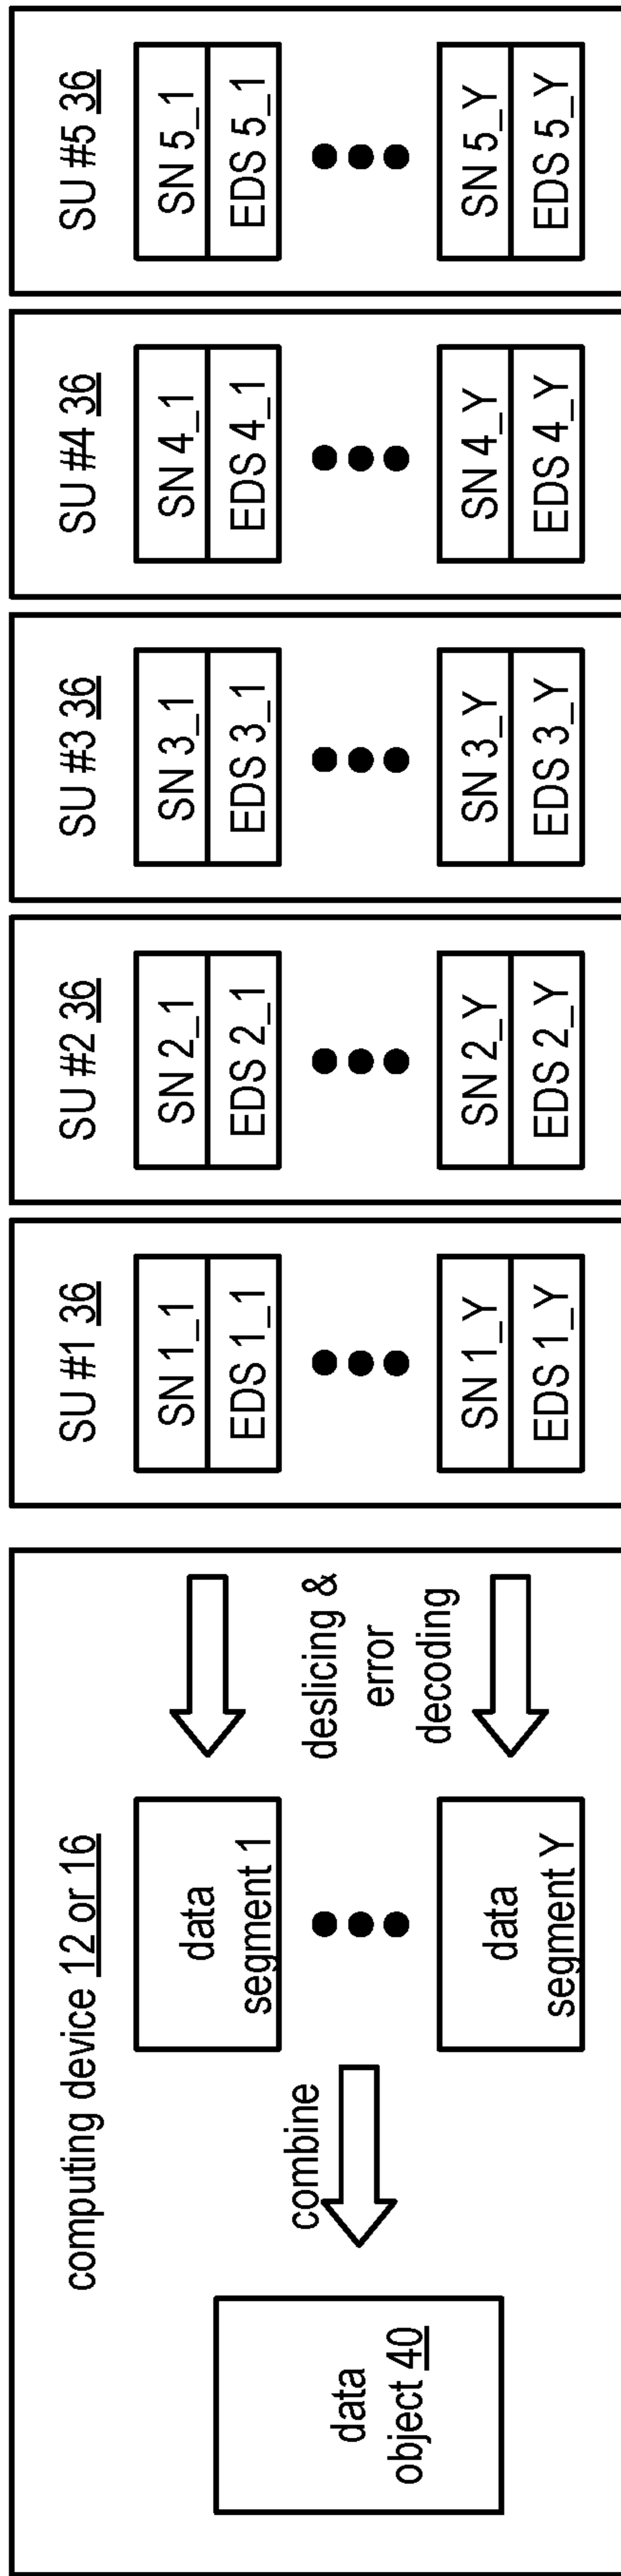 computing device 12 or 16
data
object 40
combine
data
segment 1
data
segment Y
deslicing &
error
decoding
SU #1 36
SN 1_1
EDS 1_1
SN 1_Y
EDS 1_Y
SU #2 36
SN 2_1
EDS 2_1
SN 2_Y
EDS 2_Y
SU #3 36
SN 3_1
EDS 3_1
SN 3_Y
EDS 3_Y
SU #4 36
SN 4_1
EDS 4_1
SN 4_Y
EDS 4_Y
SU #5 36
SN 5_1
EDS 5_1
SN 5_Y
EDS 5_Y